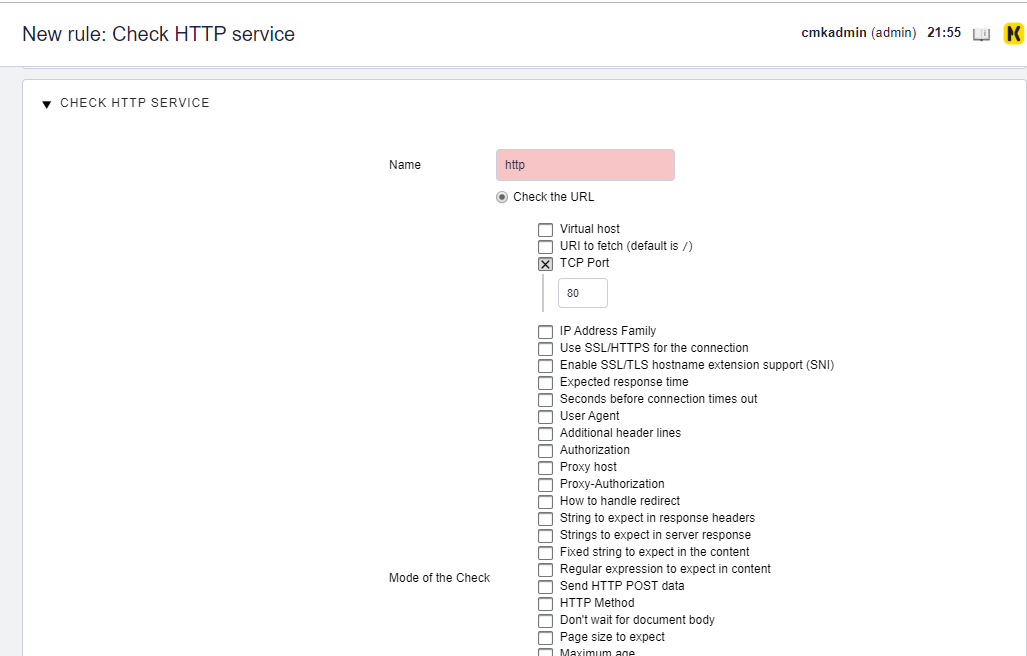 New rule: Check HTTP service
cmkadmin (admin) 21:55
CHECK HTTP SERVICE
Name
http
Check the URL
Virtual host
URI to fetch (default is /)
TCP Port
80
IP Address Family
Use SSL/HTTPS for the connection
Enable SSL/TLS hostname extension support (SNI)
Expected response time
Seconds before connection times out
User Agent
Additional header lines
Authorization
Proxy host
Proxy-Authorization
How to handle redirect
String to expect in response headers
Strings to expect in server response
Fixed string to expect in the content
Regular expression to expect in content
Mode of the Check
Send HTTP POST data
HTTP Method
Don't wait for document body
Page size to expect
Maximum age